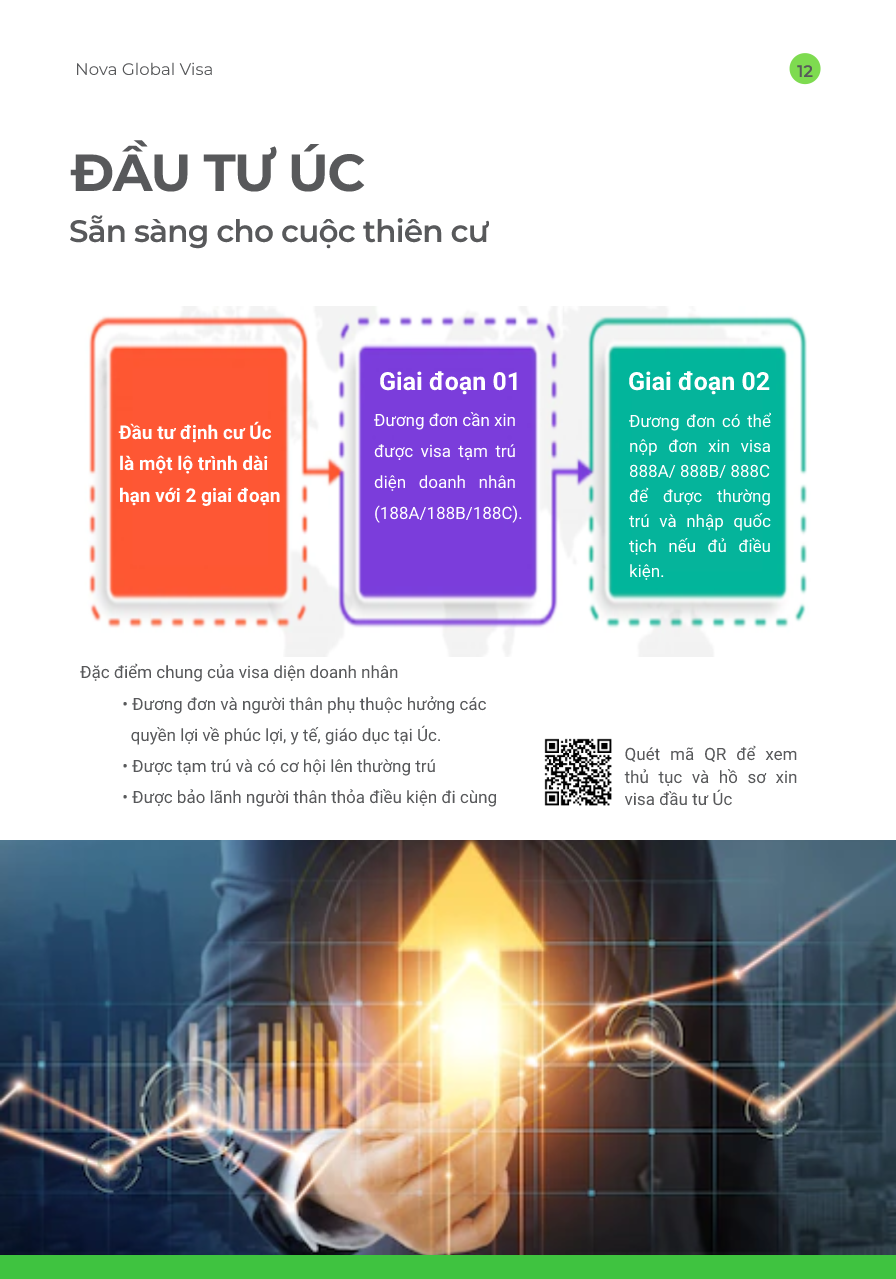 Nova Global Visa
12
ĐẦU TƯ ÚC
Sẵn sàng cho cuộc thiên cư
Đầu tư định cư Úc
là một lộ trình dài
hạn với 2 giai đoạn
Giai đoạn 01
Đương đơn cần xin
được visa tạm trú
diện doanh nhân
(188A/188B/188C).
Giai đoạn 02
Đương đơn có thể
nộp đơn xin visa
888A/ 888B/ 888C
để được thường
trú và nhập quốc
tịch nếu đủ điều
kiện.
Đặc điểm chung của visa diện doanh nhân
• Đương đơn và người thân phụ thuộc hưởng các
quyền lợi về phúc lợi, y tế, giáo dục tại Úc.
• Được tạm trú và có cơ hội lên thường trú
• Được bảo lãnh người thân thỏa điều kiện đi cùng
Quét mã QR để xem
thủ tục và hồ sơ xin
visa đầu tư Úc